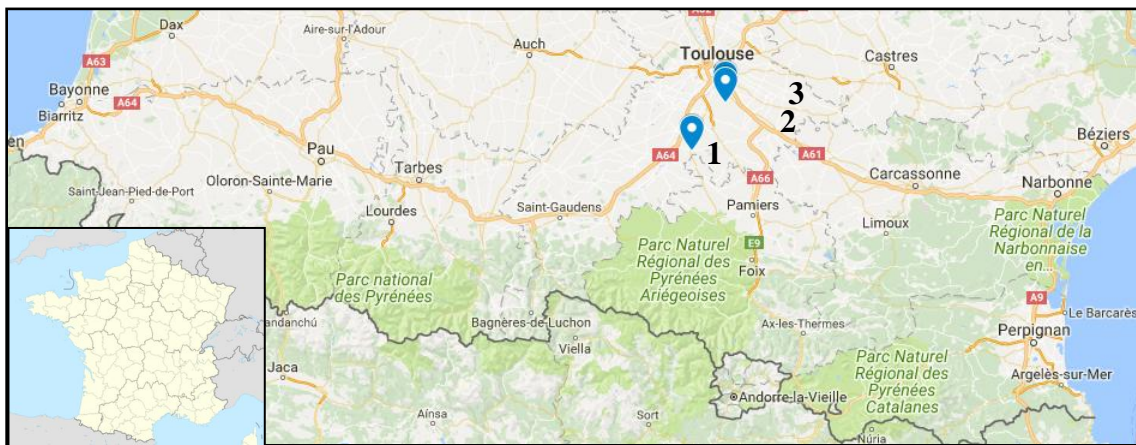 Dax
Aire-sur-l'Adour
Auch
Toulouse
Castres
A63
Bayonne
Biarritz
A64
3
2
1
Béziers
en
Pau
A64
A61
Saint-Jean-Pied-de-Port
Oloron-Sainte-Marie
Tarbes
A66
Carcassonne
Narbonne
Lourdes
Saint-Gaudens
Pamiers
Limoux
Parc Naturel
Régional de la
Narbonnaise
en...
Parc Naturel
Régional des
Pyrénées
Ariégeoises
E9
Foix
Parc national
des Pyrénées
A9
Le Barcarès
andanchú
Bagnères-de-Luchon
Ax-les-Thermes
Perpignan
Viella
Parc Naturel
Régional des
Pyrénées
Catalanes
Jaca
Argelès-sur-Mer
Andorre-la-Vieille
Aínsa
Sort
Núria